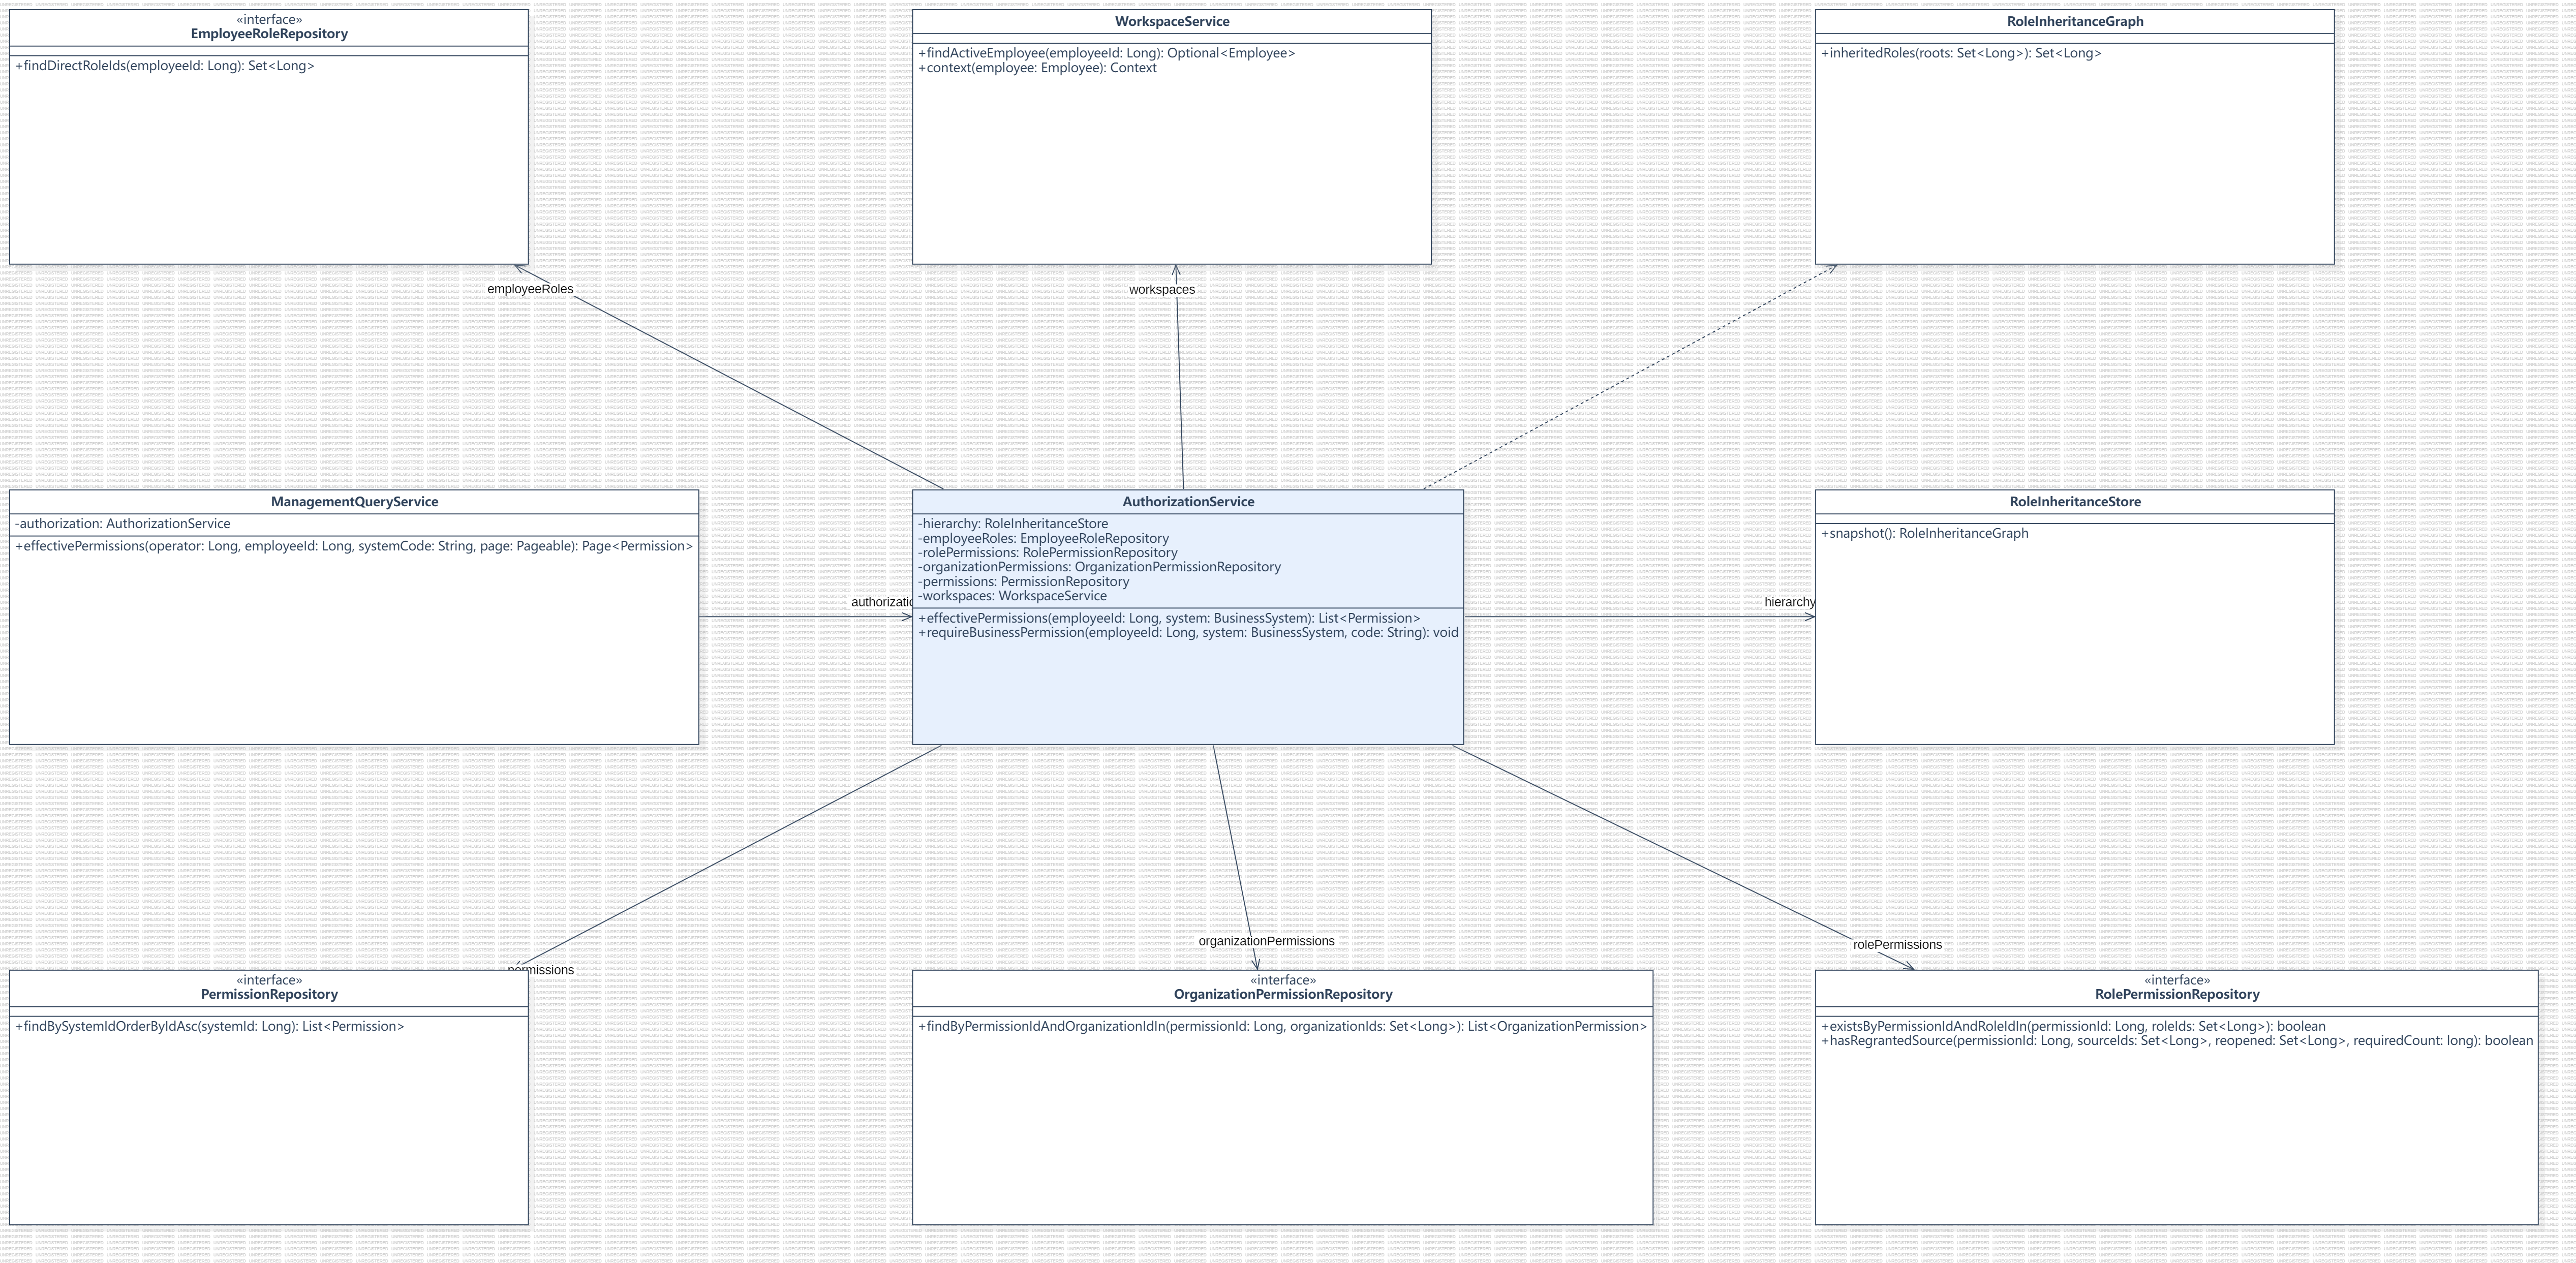 «interface»
EmployeeRoleRepository
+findDirectRoleIds(employeeId: Long): Set<Long>
WorkspaceService
+findActiveEmployee(employeeId: Long): Optional<Employee>
+context(employee: Employee): Context
RoleInheritanceGraph
+inheritedRoles(roots: Set<Long>): Set<Long>
employeeRoles
workspaces
ManagementQueryService
-authorization: AuthorizationService
+effectivePermissions(operator: Long, employeeId: Long, systemCode: String, page: Pageable): Page<Permission>
authorizatio
AuthorizationService
-hierarchy: RoleInheritanceStore
-employeeRoles: EmployeeRoleRepository
-rolePermissions: RolePermissionRepository
-organizationPermissions: OrganizationPermissionRepository
-permissions: PermissionRepository
-workspaces: WorkspaceService
+effectivePermissions(employeeId: Long, system: BusinessSystem): List<Permission>
+requireBusinessPermission(employeeId: Long, system: BusinessSystem, code: String): void
hierarchy
RoleInheritanceStore
+snapshot(): RoleInheritanceGraph
permissions
organizationPermissions
rolePermissions
«interface»
PermissionRepository
+findBySystemIdOrderByIdAsc(systemId: Long): List<Permission>
«interface»
OrganizationPermissionRepository
+findByPermissionIdAndOrganizationIdIn(permissionId: Long, organizationIds: Set<Long>): List<OrganizationPermission>
«interface»
RolePermissionRepository
+existsByPermissionIdAndRoleIdIn(permissionId: Long, roleIds: Set<Long>): boolean
+hasRegrantedSource(permissionId: Long, sourceIds: Set<Long>, reopened: Set<Long>, requiredCount: long): boolean
UNREGISTERED